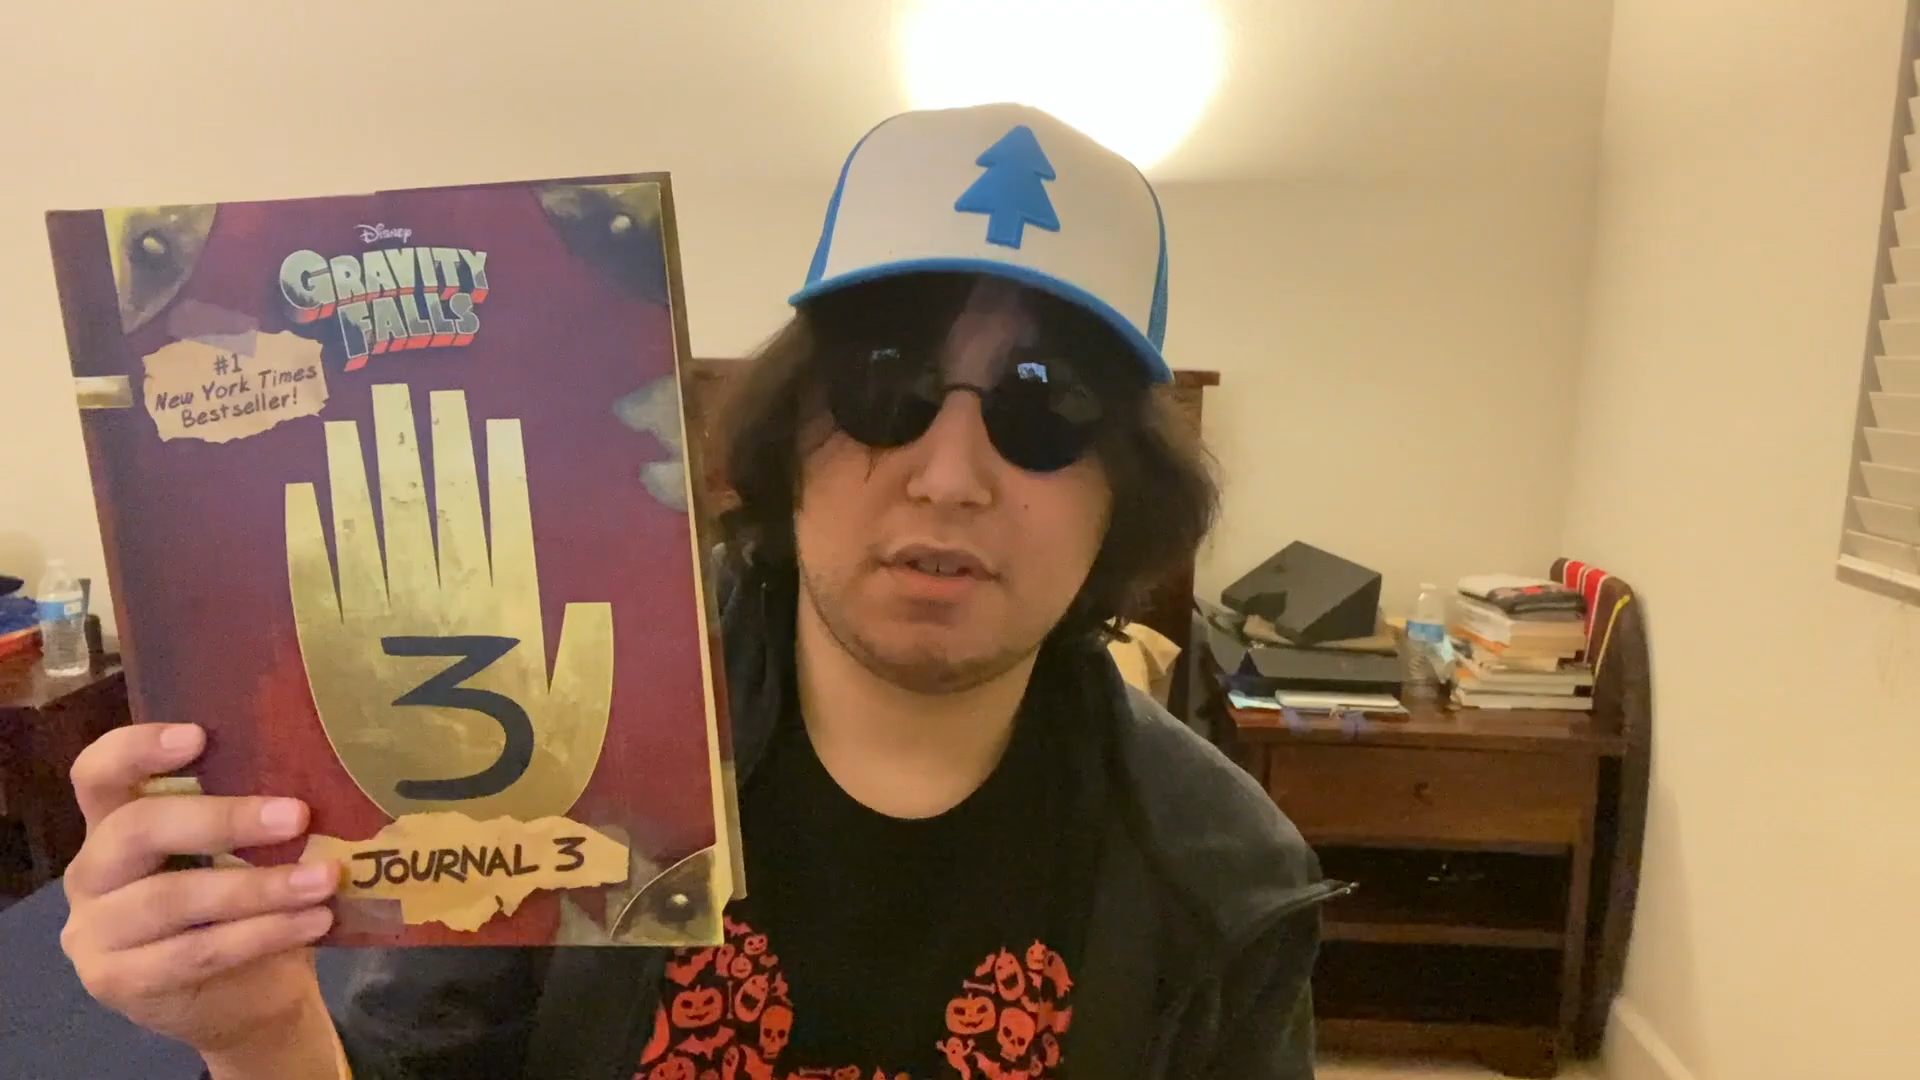 Disney
GRAVITY
FALLS
#1
New York Times
Bestseller!
3
JOURNAL 3